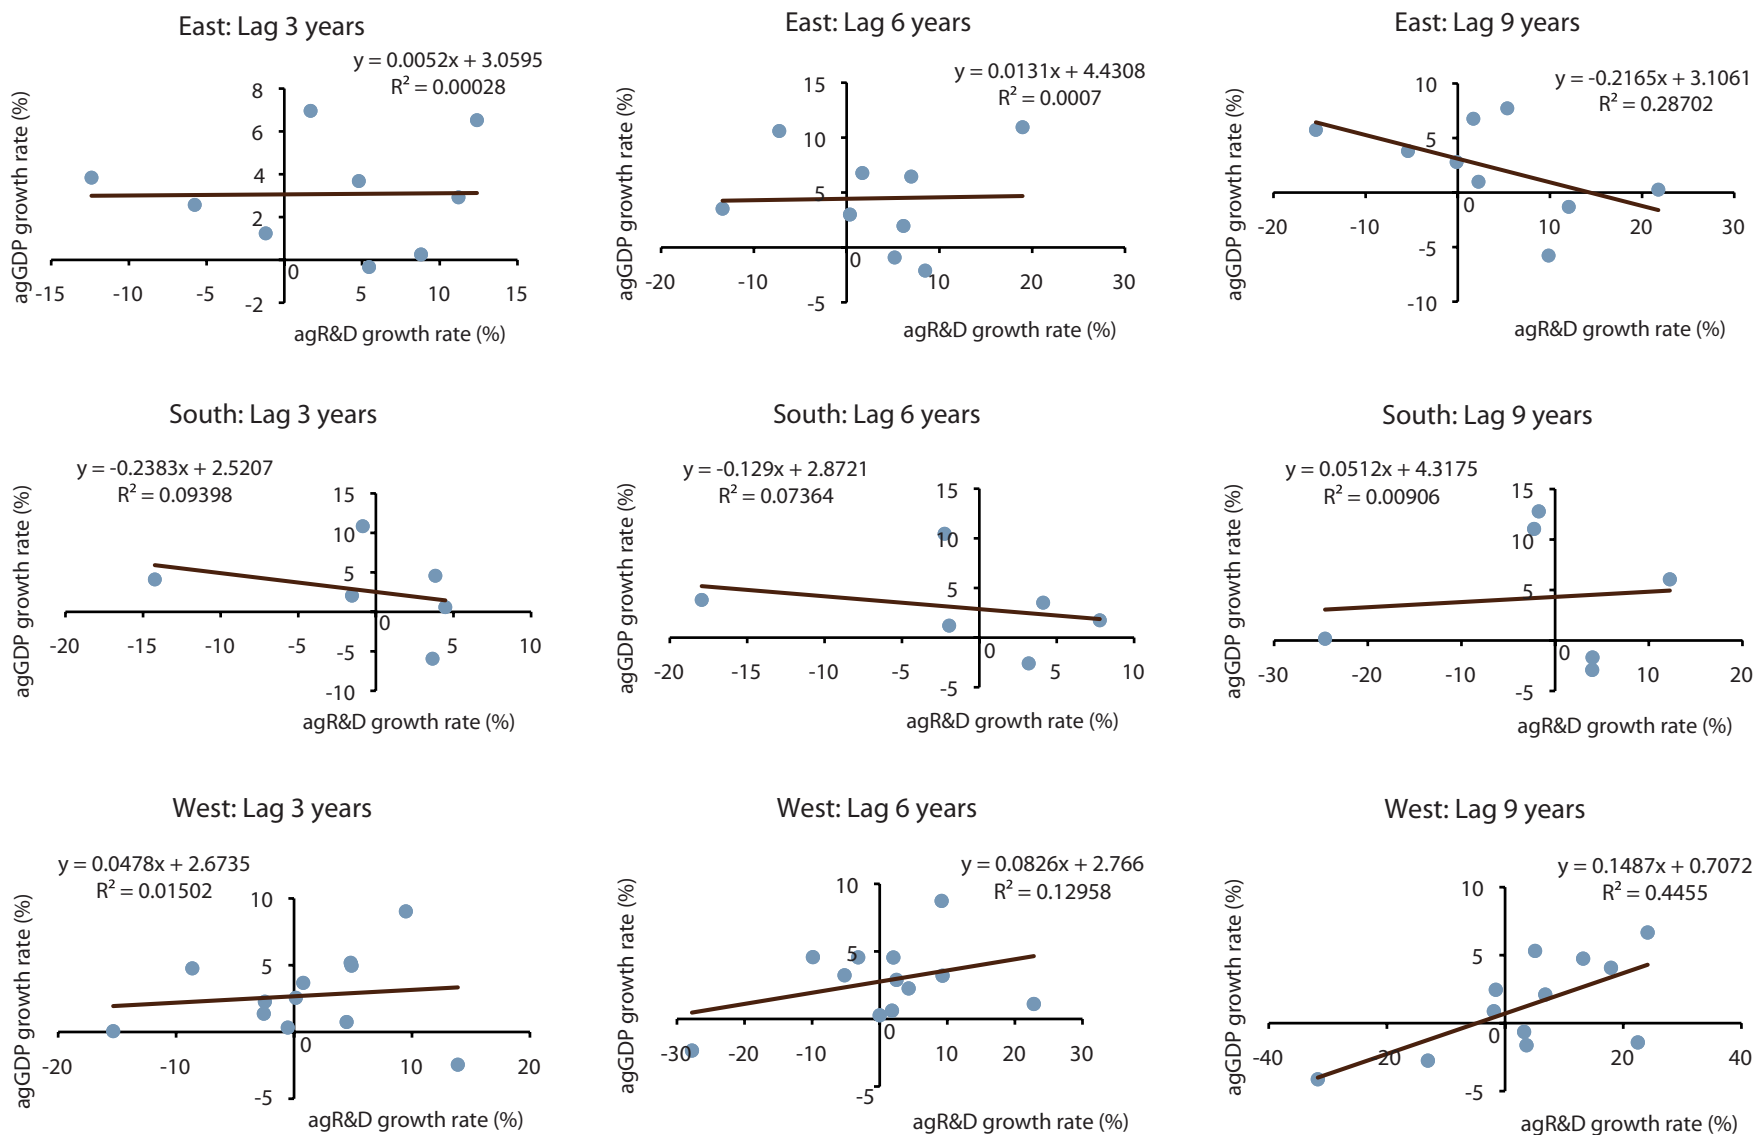 East: Lag 3 years
y = 0.0052x + 3.0595
R² = 0.00028
agGDP growth rate (%)
8
6
4
2
0
-2
-15
-10
-5
5
10
15
agR&D growth rate (%)
East: Lag 6 years
y = 0.0131x + 4.4308
R² = 0.0007
agGDP growth rate (%)
15
10
5
0
-5
-20
-10
10
20
30
agR&D growth rate (%)
East: Lag 9 years
y = -0.2165x + 3.1061
R² = 0.28702
agGDP growth rate (%)
10
5
0
-5
-10
-20
-10
10
20
30
agR&D growth rate (%)
South: Lag 3 years
y = -0.2383x + 2.5207
R² = 0.09398
agGDP growth rate (%)
15
10
5
0
-5
-10
-20
-15
-10
-5
5
10
agR&D growth rate (%)
South: Lag 6 years
y = -0.129x + 2.8721
R² = 0.07364
agGDP growth rate (%)
15
10
5
0
-5
-20
-15
-10
-5
5
10
agR&D growth rate (%)
South: Lag 9 years
y = 0.0512x + 4.3175
R² = 0.00906
agGDP growth rate (%)
15
10
5
0
-5
-30
-20
-10
10
20
agR&D growth rate (%)
West: Lag 3 years
y = 0.0478x + 2.6735
R² = 0.01502
agGDP growth rate (%)
10
5
0
-5
-20
-10
10
20
agR&D growth rate (%)
West: Lag 6 years
y = 0.0826x + 2.766
R² = 0.12958
agGDP growth rate (%)
10
5
0
-5
-30
-20
-10
10
20
30
agR&D growth rate (%)
West: Lag 9 years
y = 0.1487x + 0.7072
R² = 0.4455
agGDP growth rate (%)
10
5
0
-5
-40
-20
20
40
agR&D growth rate (%)